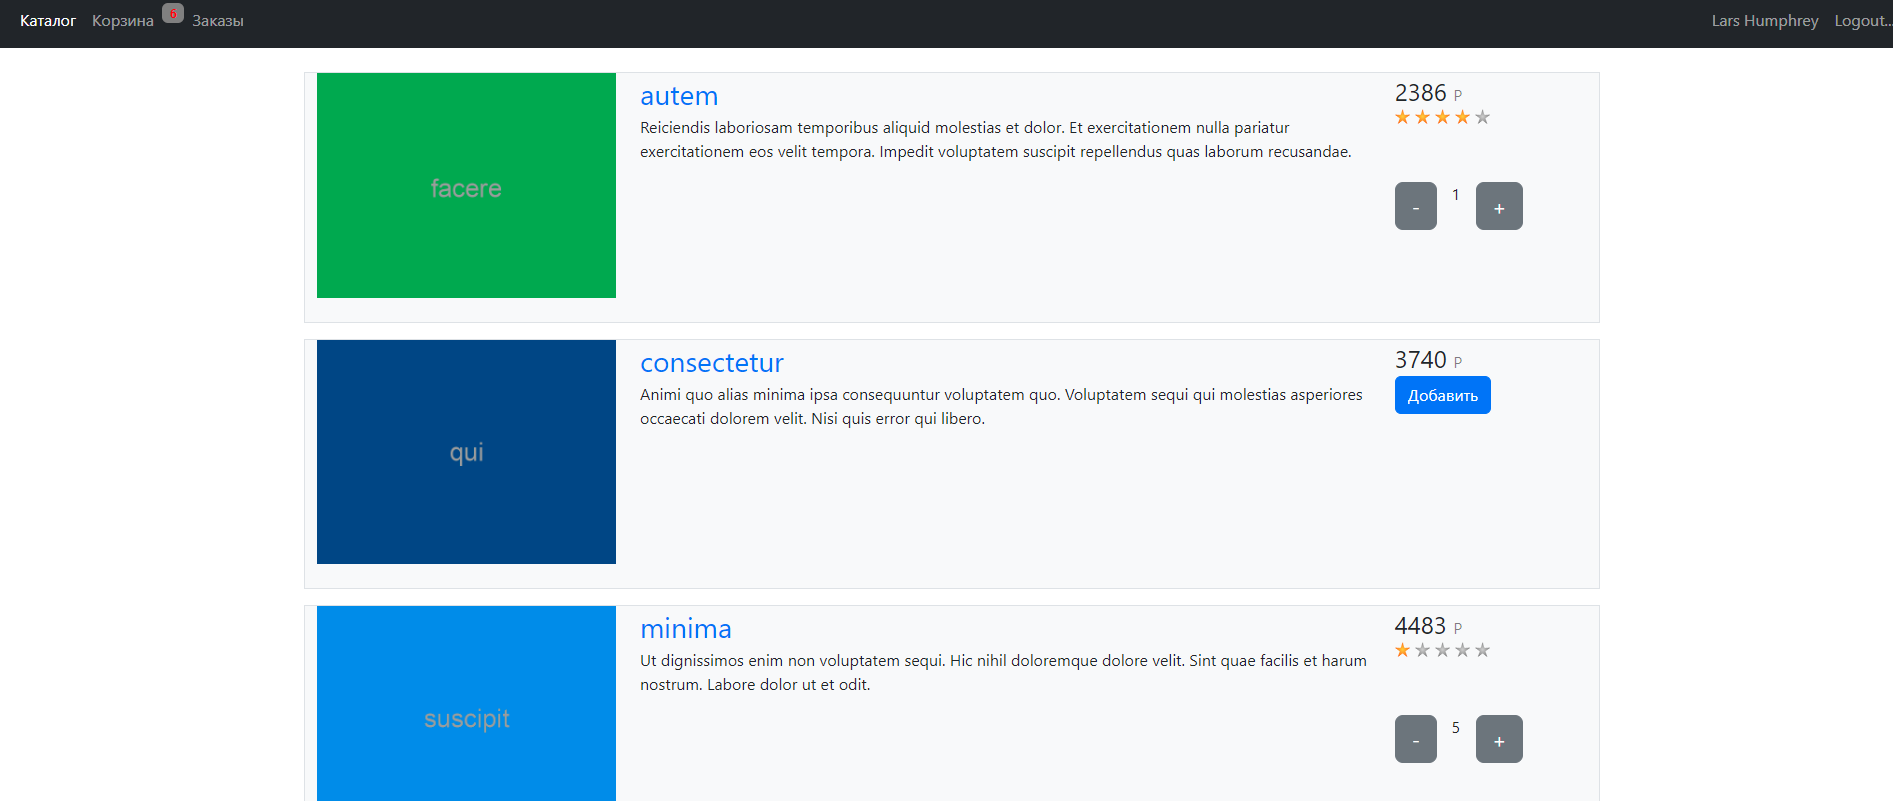 Каталог Корзина 6 Заказы Lars Humphrey Logout...
facere
autem
Reiciendis laboriosam temporibus aliquid molestias et dolor. Et exercitationem nulla pariatur
exercitationem eos velit tempora. Impedit voluptatem suscipit repellendus quas laborum recusandae.
2386 Р
- 1 +
qui
consectetur
Animi quo alias minima ipsa consequuntur voluptatem quo. Voluptatem sequi qui molestias asperiores
occaecati dolorem velit. Nisi quis error qui libero.
3740 Р
Добавить
suscipit
minima
Ut dignissimos enim non voluptatem sequi. Hic nihil doloremque dolore velit. Sint quae facilis et harum
nostrum. Labore dolor ut et odit.
4483 Р
- 5 +